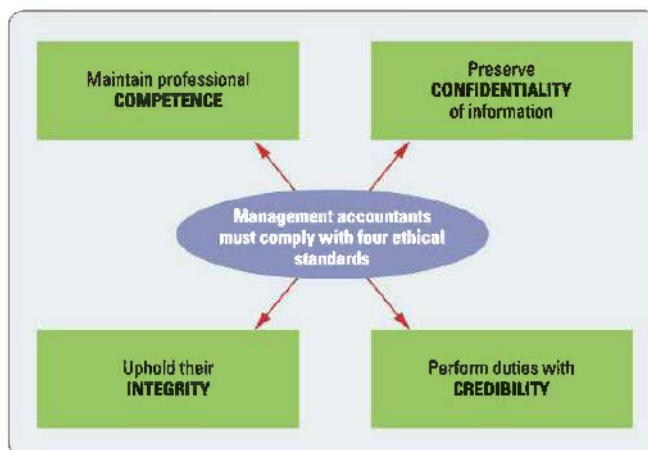 Maintain professional
COMPETENCE
Preserve
CONFIDENTIALITY
of information
Management accountants
must comply with four ethical
standards
Uphold their
INTEGRITY
Perform duties with
CREDIBILITY